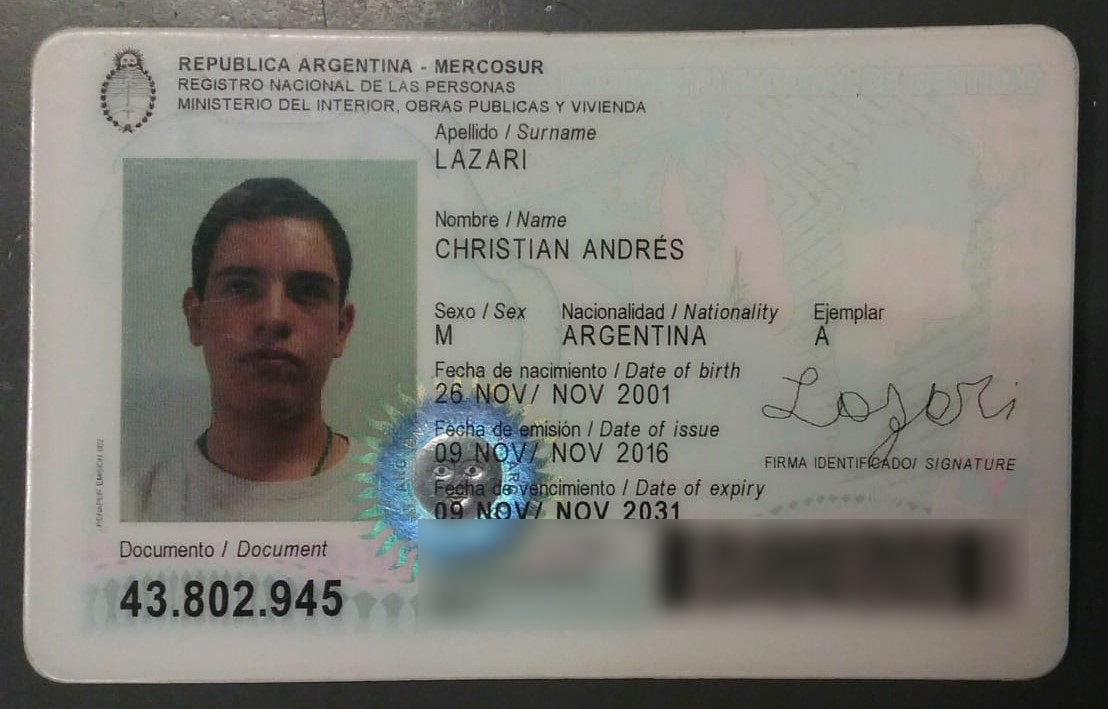 REPUBLICA ARGENTINA - MERCOSUR
REGISTRO NACIONAL DE LAS PERSONAS
MINISTERIO DEL INTERIOR, OBRAS PUBLICAS Y VIVIENDA
Apellido / Surname
LAZARI
Nombre / Name
CHRISTIAN ANDRÉS
Sexo / Sex Nacionalidad / Nationality Ejemplar
M ARGENTINA A
Fecha de nacimiento / Date of birth
26 NOV/ NOV 2001
Fecha de emisión / Date of issue
09 NOV/ NOV 2016
Lazari
FIRMA IDENTIFICADO/ SIGNATURE
Fecha de vencimiento / Date of expiry
09 NOV/ NOV 2031
Documento / Document
43.802.945